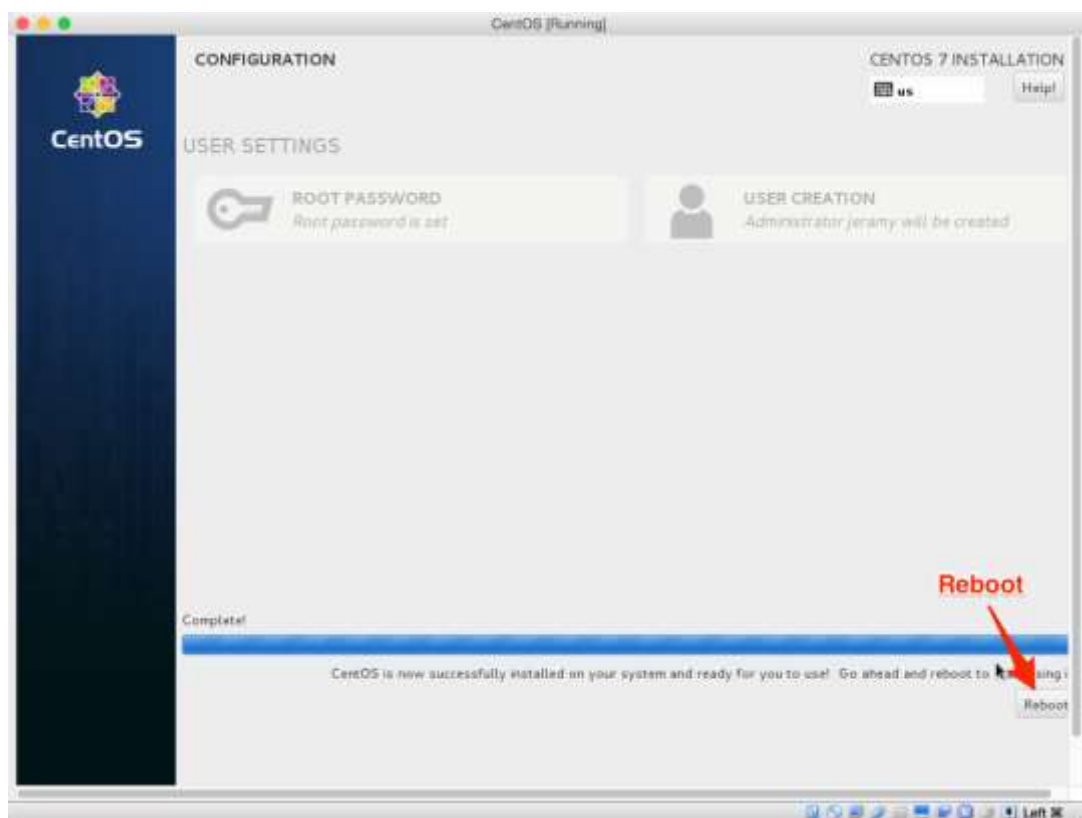 CentOS [Running]
CONFIGURATION
CENTOS 7 INSTALLATION
us
Help!
CentOS
USER SETTINGS
ROOT PASSWORD
Root password is set
USER CREATION
Administrator jeramy will be created
Reboot
Complete!
CentOS is now successfully installed on your system and ready for you to use! Go ahead and reboot to
Reboot
Left ⌘